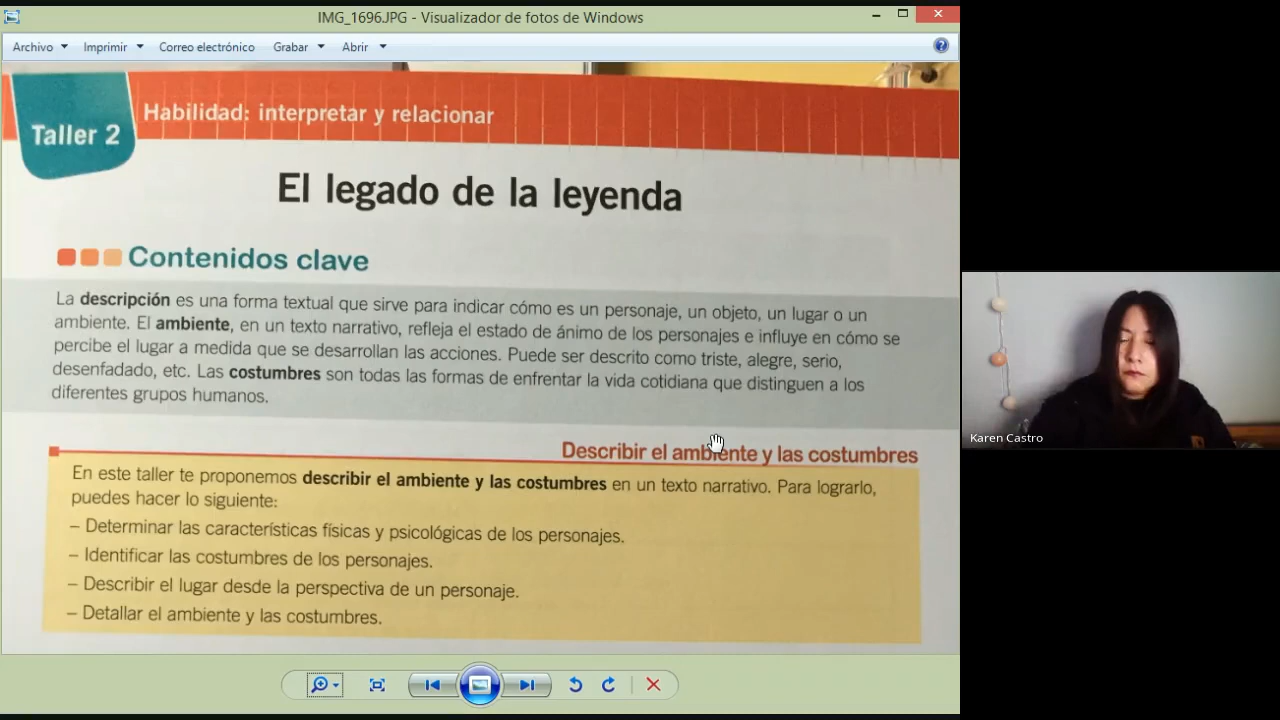 IMG_1696.JPG - Visualizador de fotos de Windows
Archivo Imprimir Correo electrónico Grabar Abrir
Habilidad: interpretar y relacionar
Taller 2
El legado de la leyenda
Contenidos clave
La descripción es una forma textual que sirve para indicar cómo es un personaje, un objeto, un lugar o un
ambiente. El ambiente, en un texto narrativo, refleja el estado de ánimo de los personajes e influye en cómo se
percibe el lugar a medida que se desarrollan las acciones. Puede ser descrito como triste, alegre, serio,
desenfadado, etc. Las costumbres son todas las formas de enfrentar la vida cotidiana que distinguen a los
diferentes grupos humanos.
Describir el ambiente y las costumbres
En este taller te proponemos describir el ambiente y las costumbres en un texto narrativo. Para lograrlo,
puedes hacer lo siguiente:
– Determinar las características físicas y psicológicas de los personajes.
– Identificar las costumbres de los personajes.
– Describir el lugar desde la perspectiva de un personaje.
– Detallar el ambiente y las costumbres.
Karen Castro